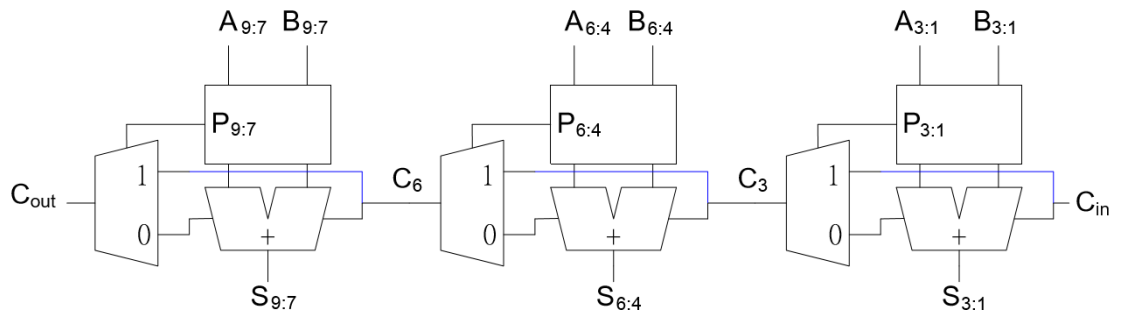 A9:7 B9:7 A6:4 B6:4 A3:1 B3:1
P9:7 P6:4 P3:1
1 C6 1 C3 1
Cout Cin
0 + 0 + 0 +
S9:7 S6:4 S3:1